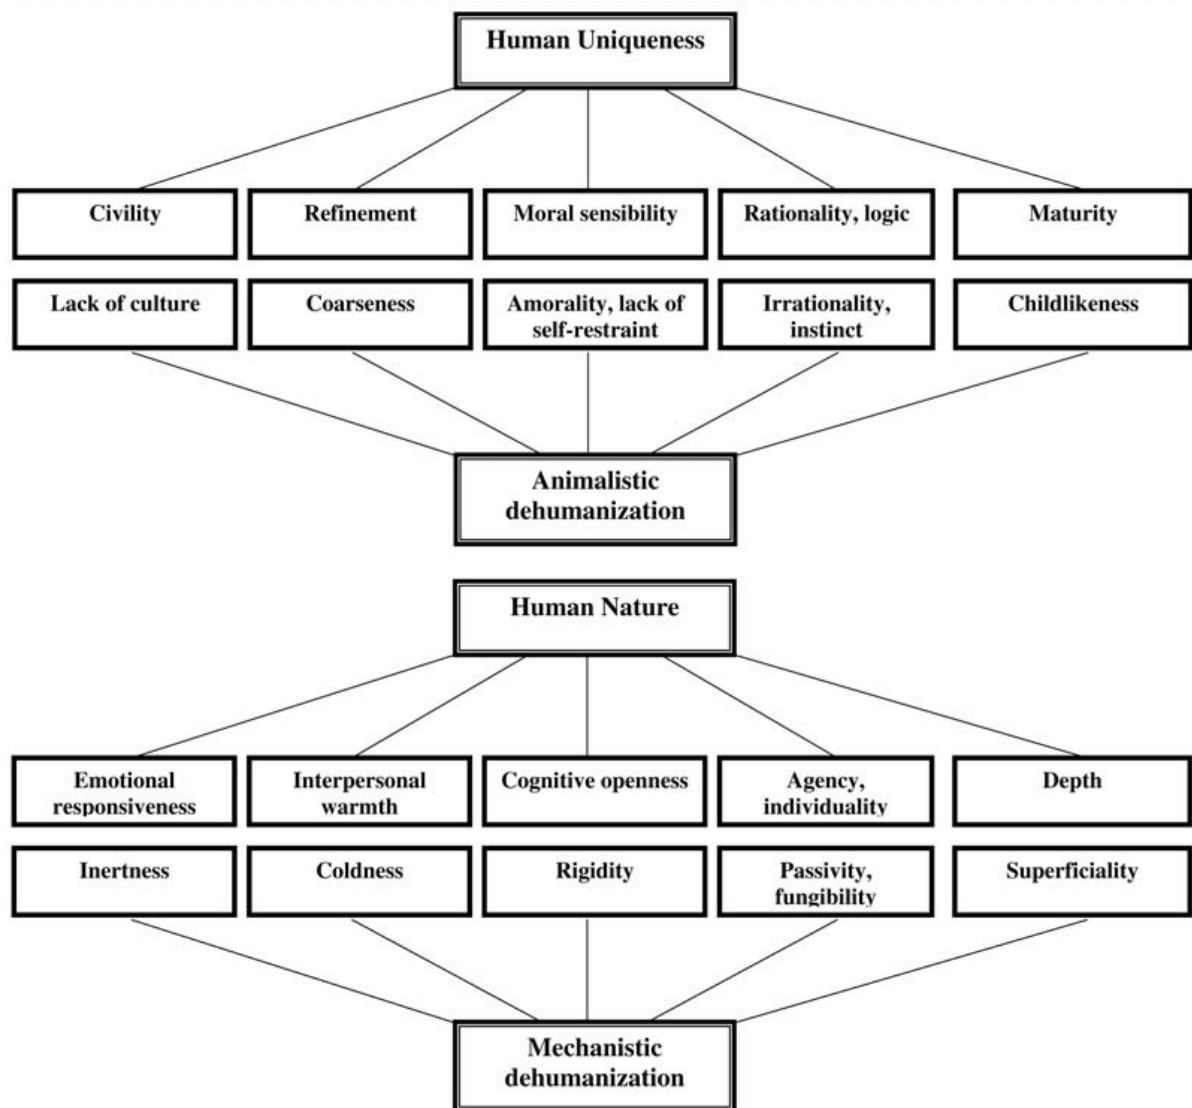 Human Uniqueness
Civility
Refinement
Moral sensibility
Rationality, logic
Maturity
Lack of culture
Coarseness
Amorality, lack of
self-restraint
Irrationality,
instinct
Childlikeness
Animalistic
dehumanization
Human Nature
Emotional
responsiveness
Interpersonal
warmth
Cognitive openness
Agency,
individuality
Depth
Inertness
Coldness
Rigidity
Passivity,
fungibility
Superficiality
Mechanistic
dehumanization